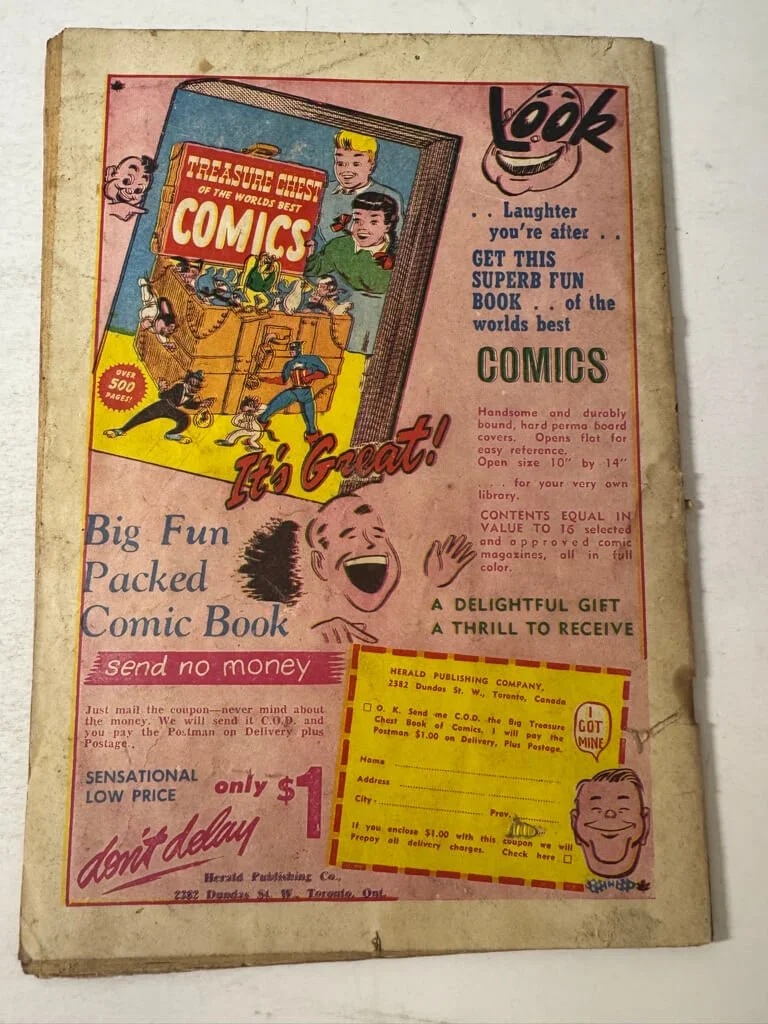 Look
TREASURE CHEST
OF THE WORLDS BEST
COMICS
OVER
500
PAGES!
It's Great!
. . Laughter
you're after . .
GET THIS
SUPERB FUN
BOOK . . of the
worlds best
COMICS
Handsome and durably
bound, hard perma board
covers. Opens flat for
easy reference.
Open size 10" by 14"
. . . . for your very own
library.
CONTENTS EQUAL IN
VALUE TO 16 selected
and approved comic
magazines, all in full
color.
A DELIGHTFUL GIFT
A THRILL TO RECEIVE
Big Fun
Packed
Comic Book
send no money
Just mail the coupon—never mind about
the money. We will send it C.O.D. and
you pay the Postman on Delivery plus
Postage.
SENSATIONAL
LOW PRICE
only $1
don't delay
Herald Publishing Co.,
2382 Dundas St. W., Toronto, Ont.
HERALD PUBLISHING COMPANY,
2382 Dundas St. W., Toronto, Canada
O. K. Send me C.O.D. the Big Treasure
Chest Book of Comics. I will pay the
Postman $1.00 on Delivery, Plus Postage.
Name
Address
City
Prov.
If you enclose $1.00 with this coupon we will
Prepay all delivery charges. Check here
I
GOT
MINE